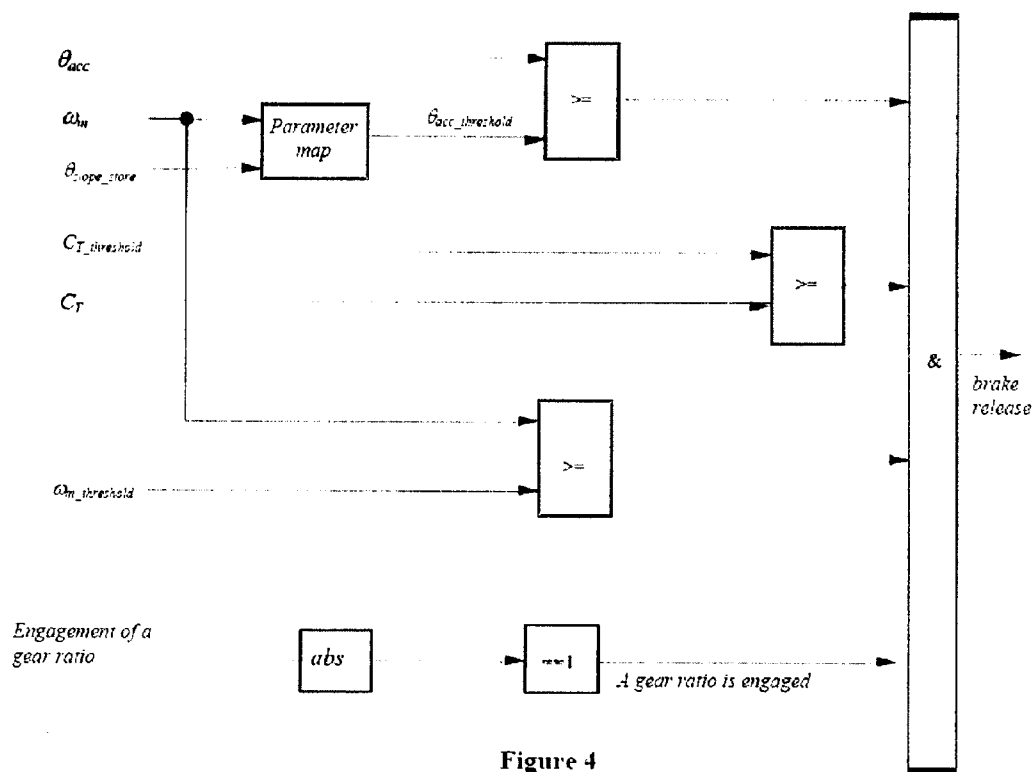 θacc
>=
ωm
Parameter
map
θacc_threshold
θslope_store
CT_threshold
>=
CT
&
brake
release
>=
ωm_threshold
Engagement of a
gear ratio
abs
==1
A gear ratio is engaged
Figure 4